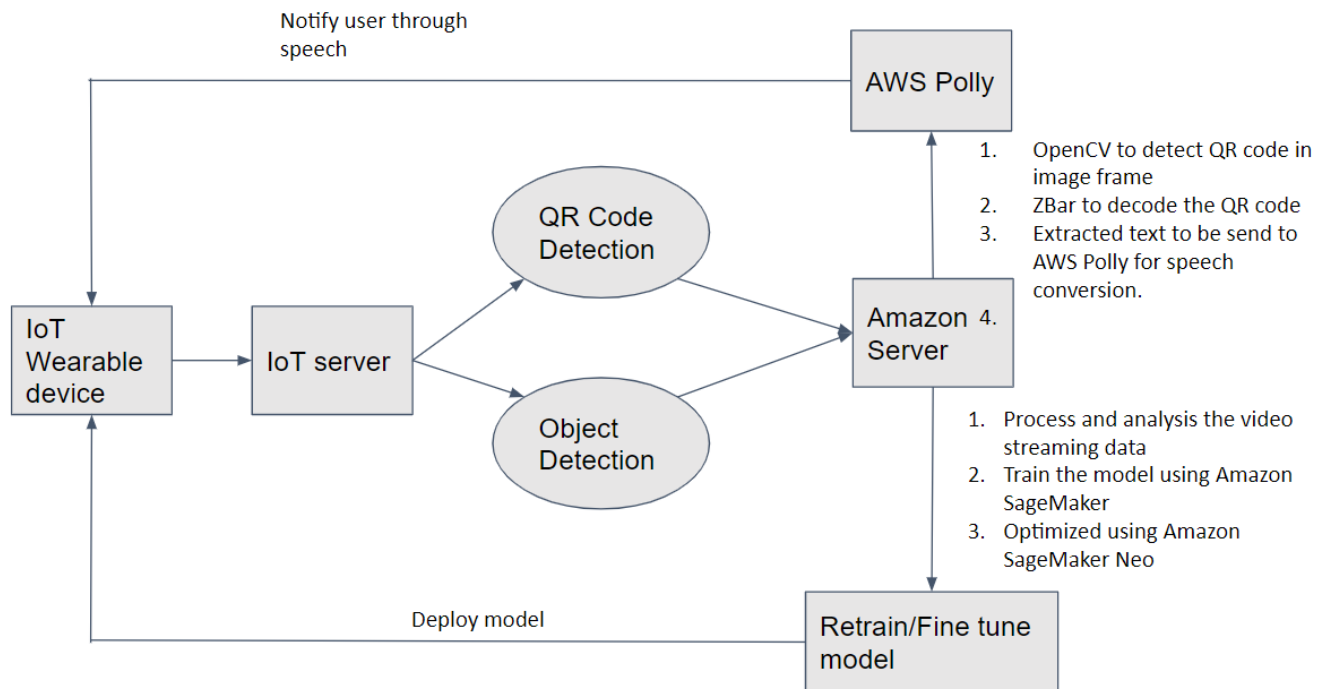 Notify user through
speech
AWS Polly
1. OpenCV to detect QR code in
image frame
2. ZBar to decode the QR code
3. Extracted text to be send to
AWS Polly for speech
conversion.
QR Code
Detection
IoT
Wearable
device
IoT server
Amazon 4.
Server
Object
Detection
1. Process and analysis the video
streaming data
2. Train the model using Amazon
SageMaker
3. Optimized using Amazon
SageMaker Neo
Deploy model
Retrain/Fine tune
model